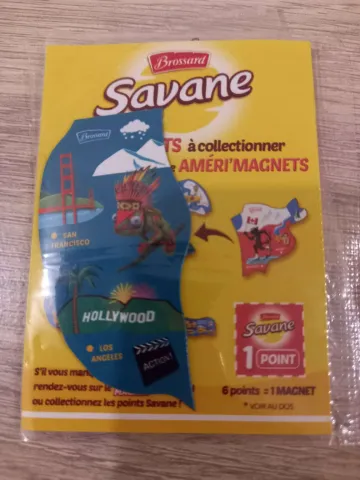 Brossard
Savane
TS à collectionner
Brossard
e AMÉRI'MAGNETS
SAN
FRANCISCO
HOLLYWOOD
Brossard
Savane
1 POINT
LOS
ANGELES
ACTION!
S'il vous man
rendez-vous sur le
ou collectionnez les points Savane !
6 points = 1 MAGNET
* VOIR AU DOS